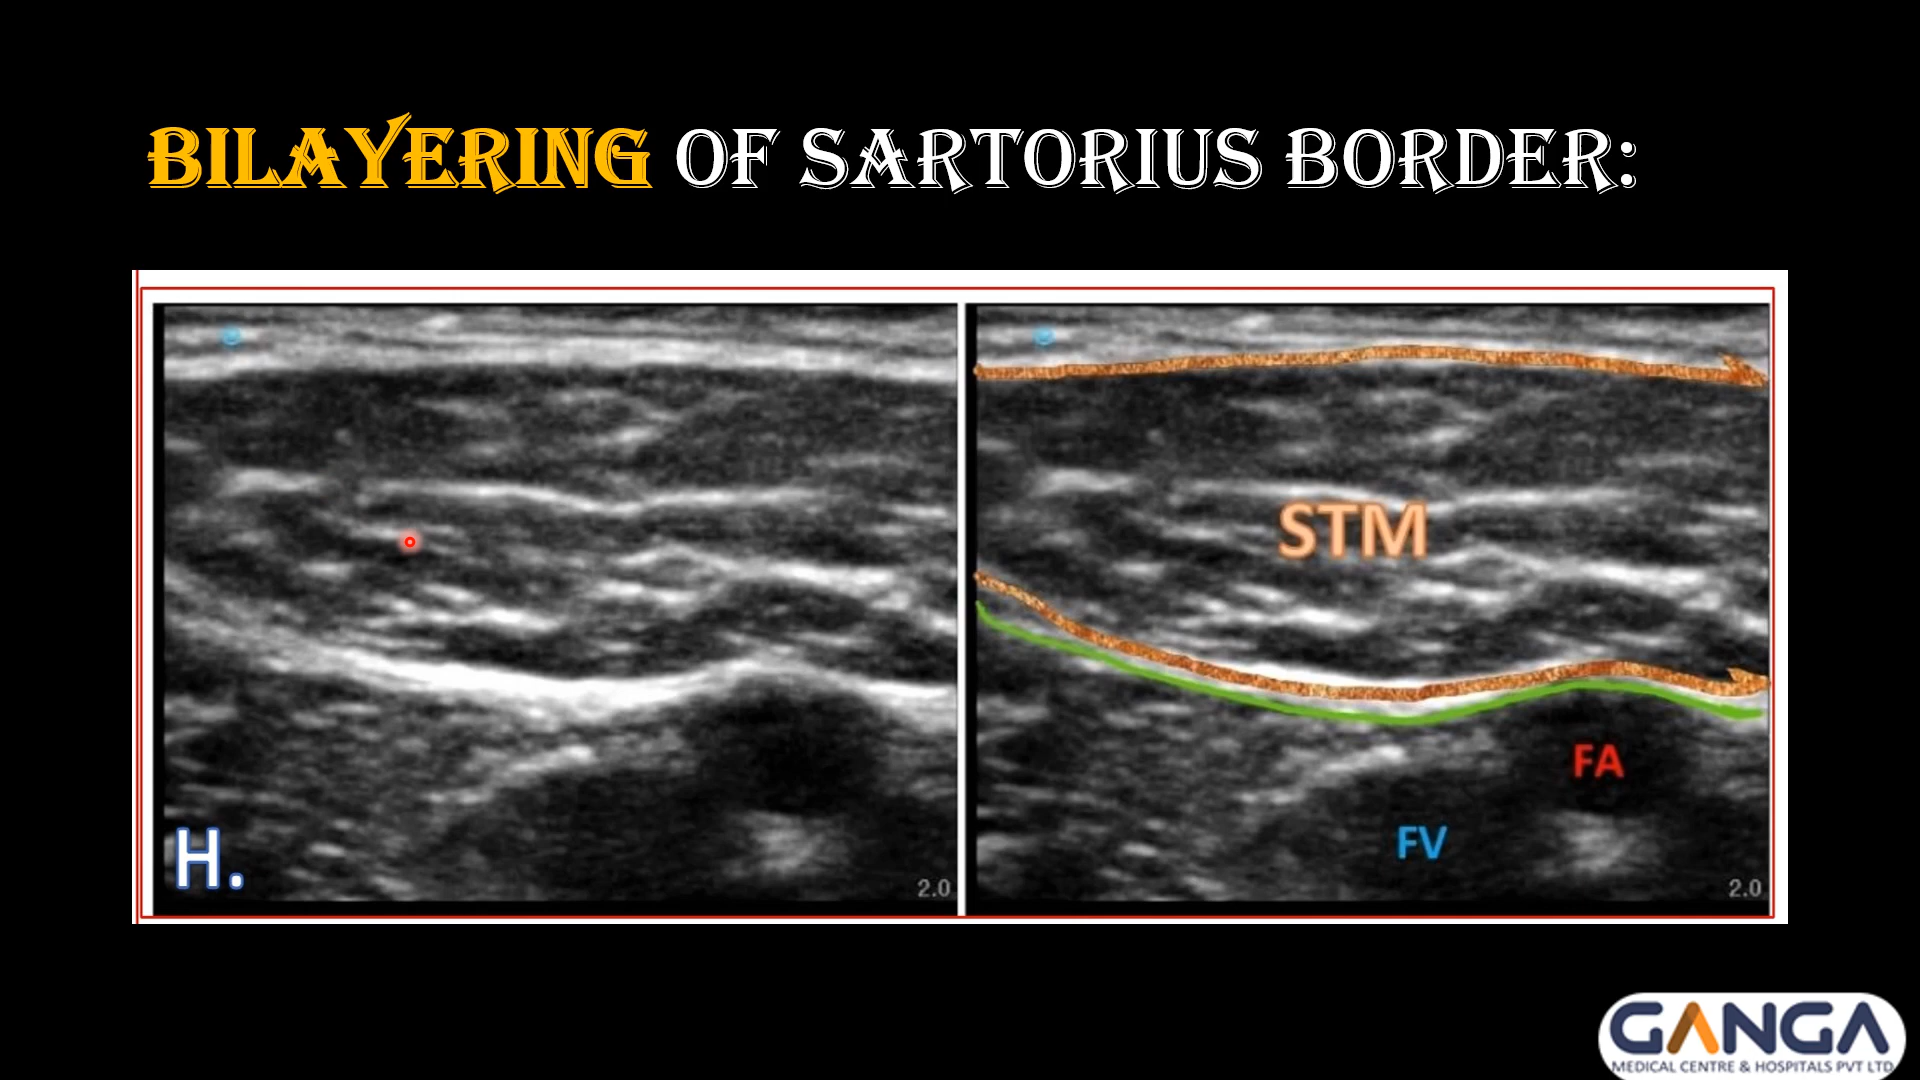 BILAYERING OF SARTORIUS BORDER:
H.
2.0
STM
FA
FV
2.0
GANGA
MEDICAL CENTRE & HOSPITALS PVT LTD